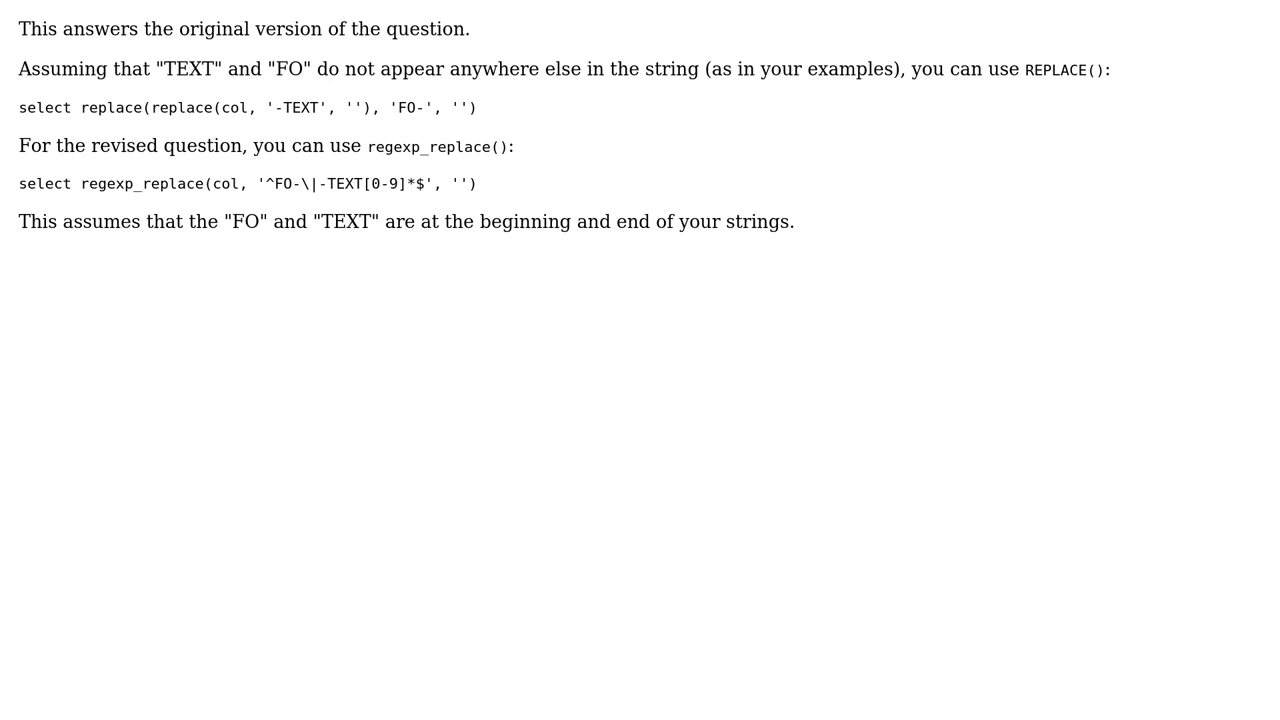 This answers the original version of the question.
Assuming that "TEXT" and "FO" do not appear anywhere else in the string (as in your examples), you can use REPLACE():
select replace(replace(col, '-TEXT', ''), 'FO-', '')
For the revised question, you can use regexp_replace():
select regexp_replace(col, '^FO-\|-TEXT[0-9]*$', '')
This assumes that the "FO" and "TEXT" are at the beginning and end of your strings.